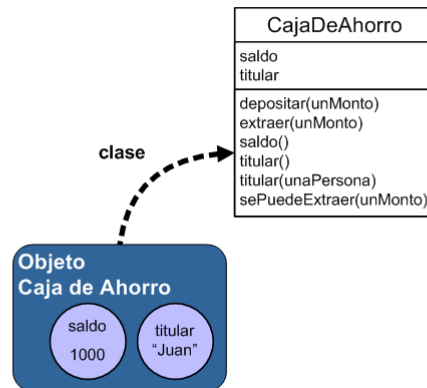 CajaDeAhorro
saldo
titular
depositar(unMonto)
extraer(unMonto)
saldo()
titular()
titular(unaPersona)
sePuedeExtraer(unMonto)
clase
Objeto
Caja de Ahorro
saldo
1000
titular
“Juan”